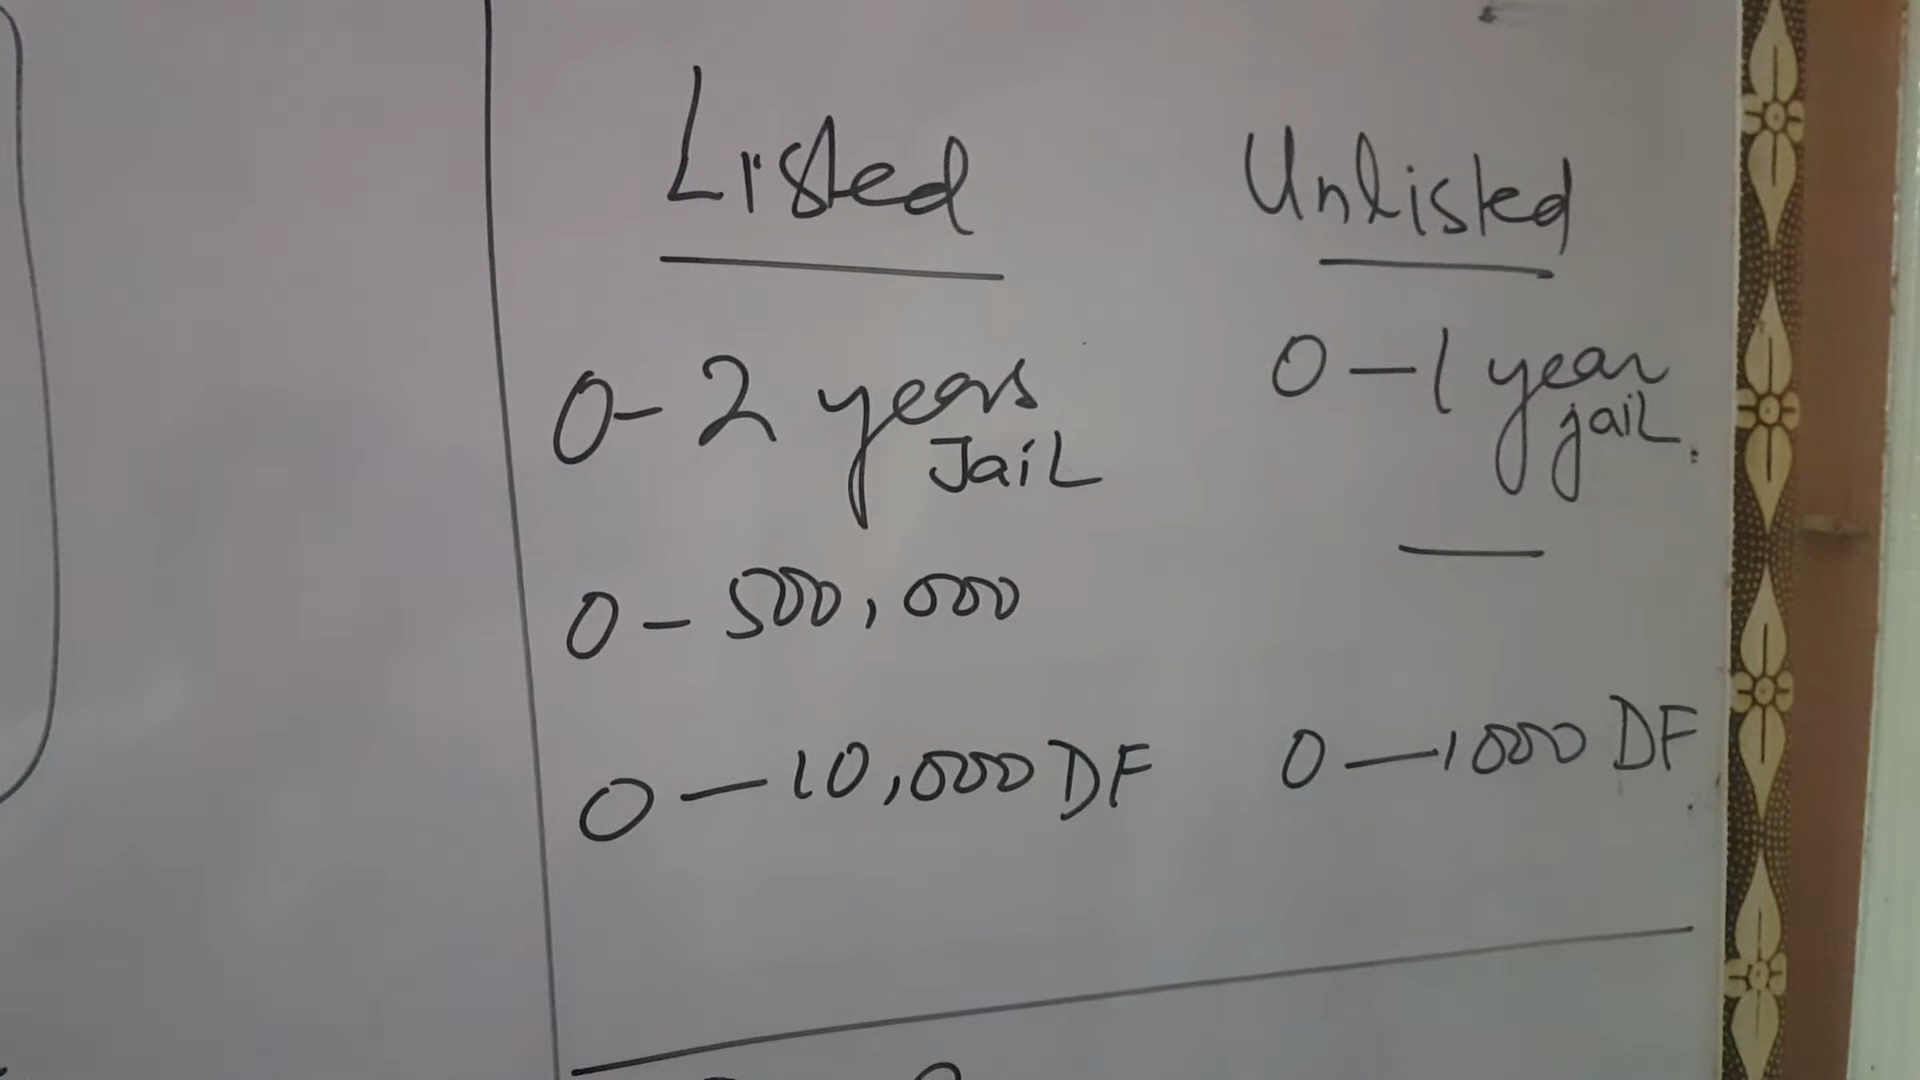 Listed Unlisted
0-2 years Jail 0-1 year jail.
0-500,000 —
0-10,000 DF 0-1000 DF